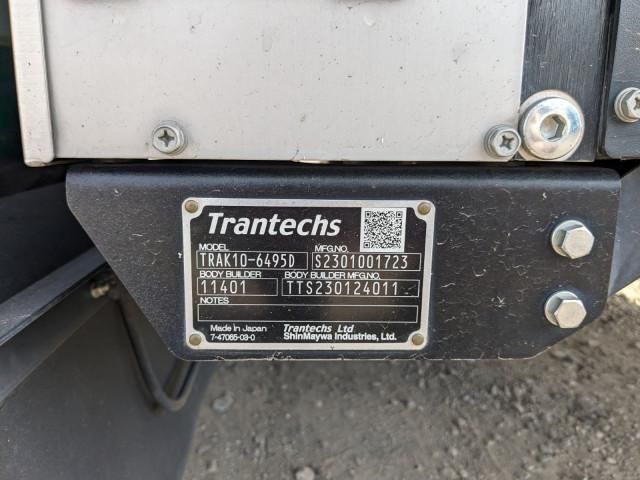 Trantechs
MODEL MFG.NO.
TRAK10-6495D S2301001723
BODY BUILDER BODY BUILDER MFG.NO.
11401 TTS230124011
NOTES
Made in Japan Trantechs Ltd
7-47065-03-0 ShinMaywa Industries, Ltd.